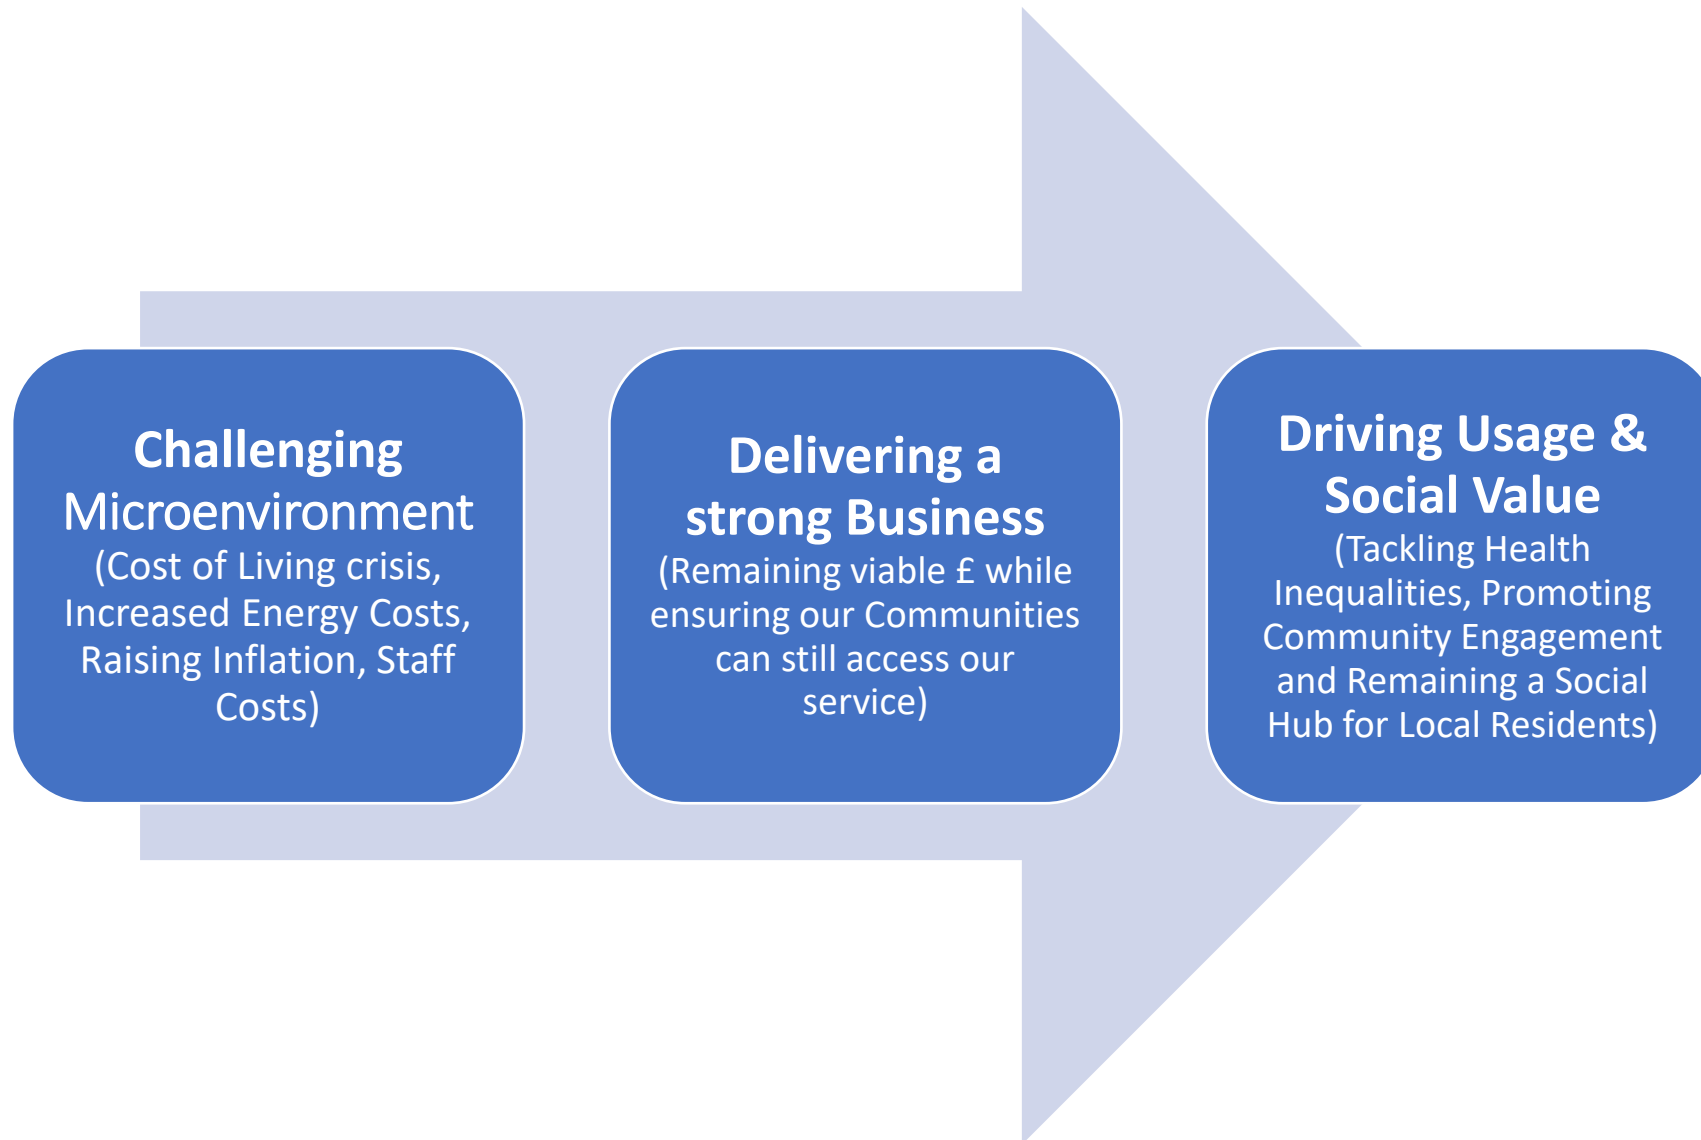 Challenging
Microenvironment
(Cost of Living crisis,
Increased Energy Costs,
Raising Inflation, Staff
Costs)
Delivering a
strong Business
(Remaining viable £ while
ensuring our Communities
can still access our
service)
Driving Usage &
Social Value
(Tackling Health
Inequalities, Promoting
Community Engagement
and Remaining a Social
Hub for Local Residents)